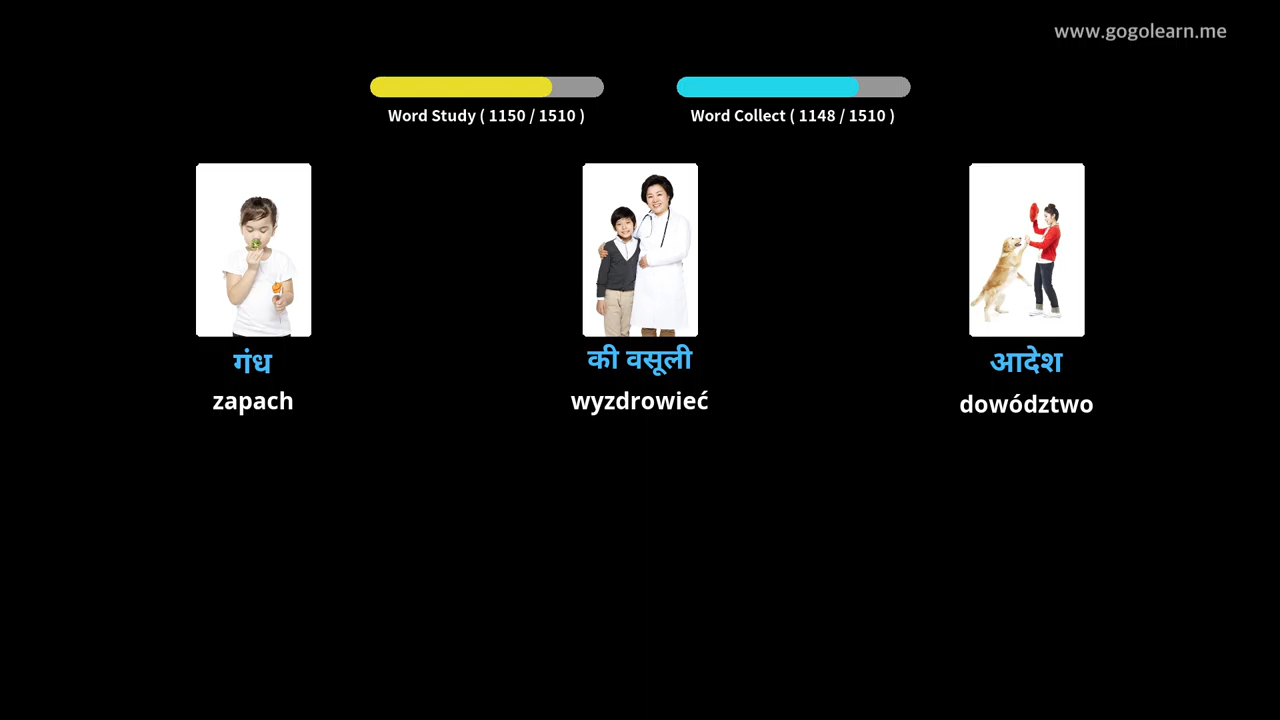 www.gogolearn.me
Word Study ( 1150 / 1510 )
Word Collect ( 1148 / 1510 )
गंध
की वसूली
आदेश
zapach
wyzdrowieć
dowództwo